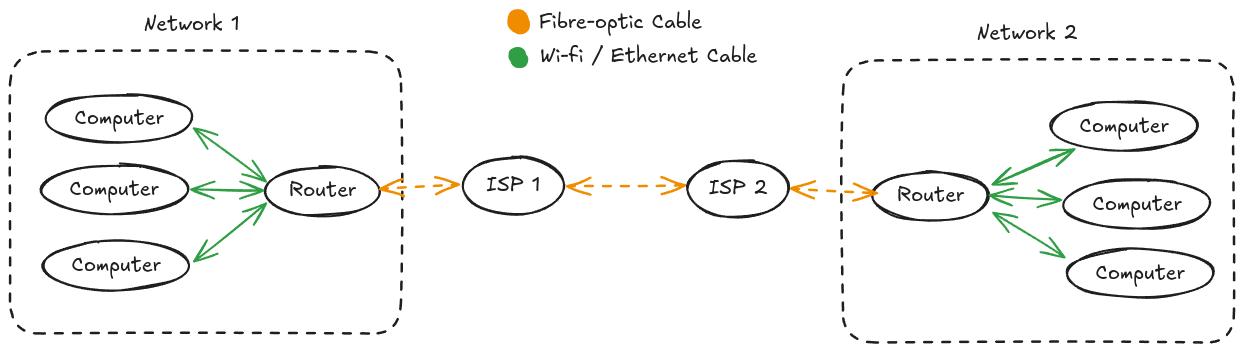 Network 1
Fibre-optic Cable
Wi-fi / Ethernet Cable
Network 2
Computer
Computer
Computer
Router
ISP 1
ISP 2
Router
Computer
Computer
Computer